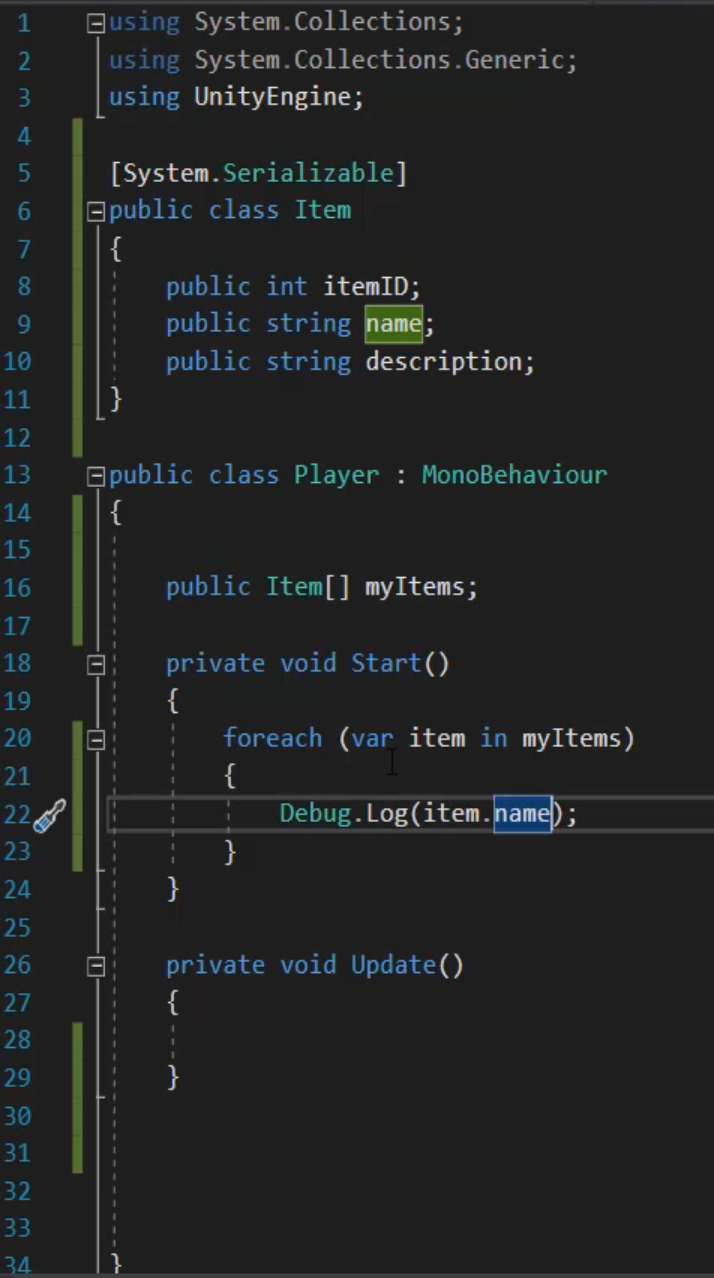 1 using System.Collections;
2 using System.Collections.Generic;
3 using UnityEngine;
4
5 [System.Serializable]
6 public class Item
7 {
8 public int itemID;
9 public string name;
10 public string description;
11 }
12
13 public class Player : MonoBehaviour
14 {
15
16 public Item[] myItems;
17
18 private void Start()
19 {
20 foreach (var item in myItems)
21 {
22 Debug.Log(item.name);
23 }
24 }
25
26 private void Update()
27 {
28
29 }
30
31
32
33
34 }